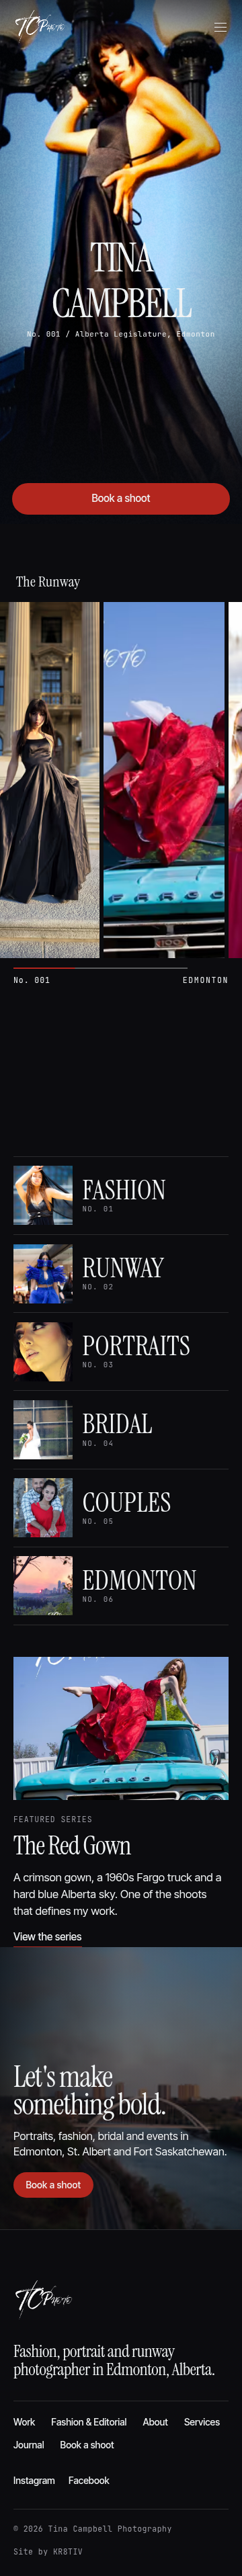 TCPHOTO
TINA
CAMPBELL
No. 001 / Alberta Legislature, Edmonton
Book a shoot
The Runway
No. 001
EDMONTON
FASHION
NO. 01
RUNWAY
NO. 02
PORTRAITS
NO. 03
BRIDAL
NO. 04
COUPLES
NO. 05
EDMONTON
NO. 06
FARGO
FEATURED SERIES
The Red Gown
A crimson gown, a 1960s Fargo truck and a
hard blue Alberta sky. One of the shoots
that defines my work.
View the series
Let's make
something bold.
Portraits, fashion, bridal and events in
Edmonton, St. Albert and Fort Saskatchewan.
Book a shoot
TCPHOTO
Fashion, portrait and runway
photographer in Edmonton, Alberta.
Work Fashion & Editorial About Services
Journal Book a shoot
Instagram Facebook
© 2026 Tina Campbell Photography
Site by KR8TIV